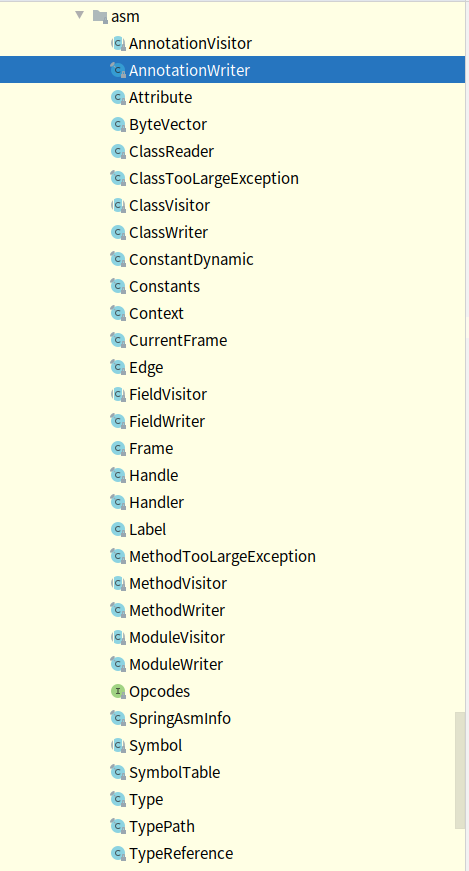 asm
AnnotationVisitor
AnnotationWriter
Attribute
ByteVector
ClassReader
ClassTooLargeException
ClassVisitor
ClassWriter
ConstantDynamic
Constants
Context
CurrentFrame
Edge
FieldVisitor
FieldWriter
Frame
Handle
Handler
Label
MethodTooLargeException
MethodVisitor
MethodWriter
ModuleVisitor
ModuleWriter
Opcodes
SpringAsmInfo
Symbol
SymbolTable
Type
TypePath
TypeReference